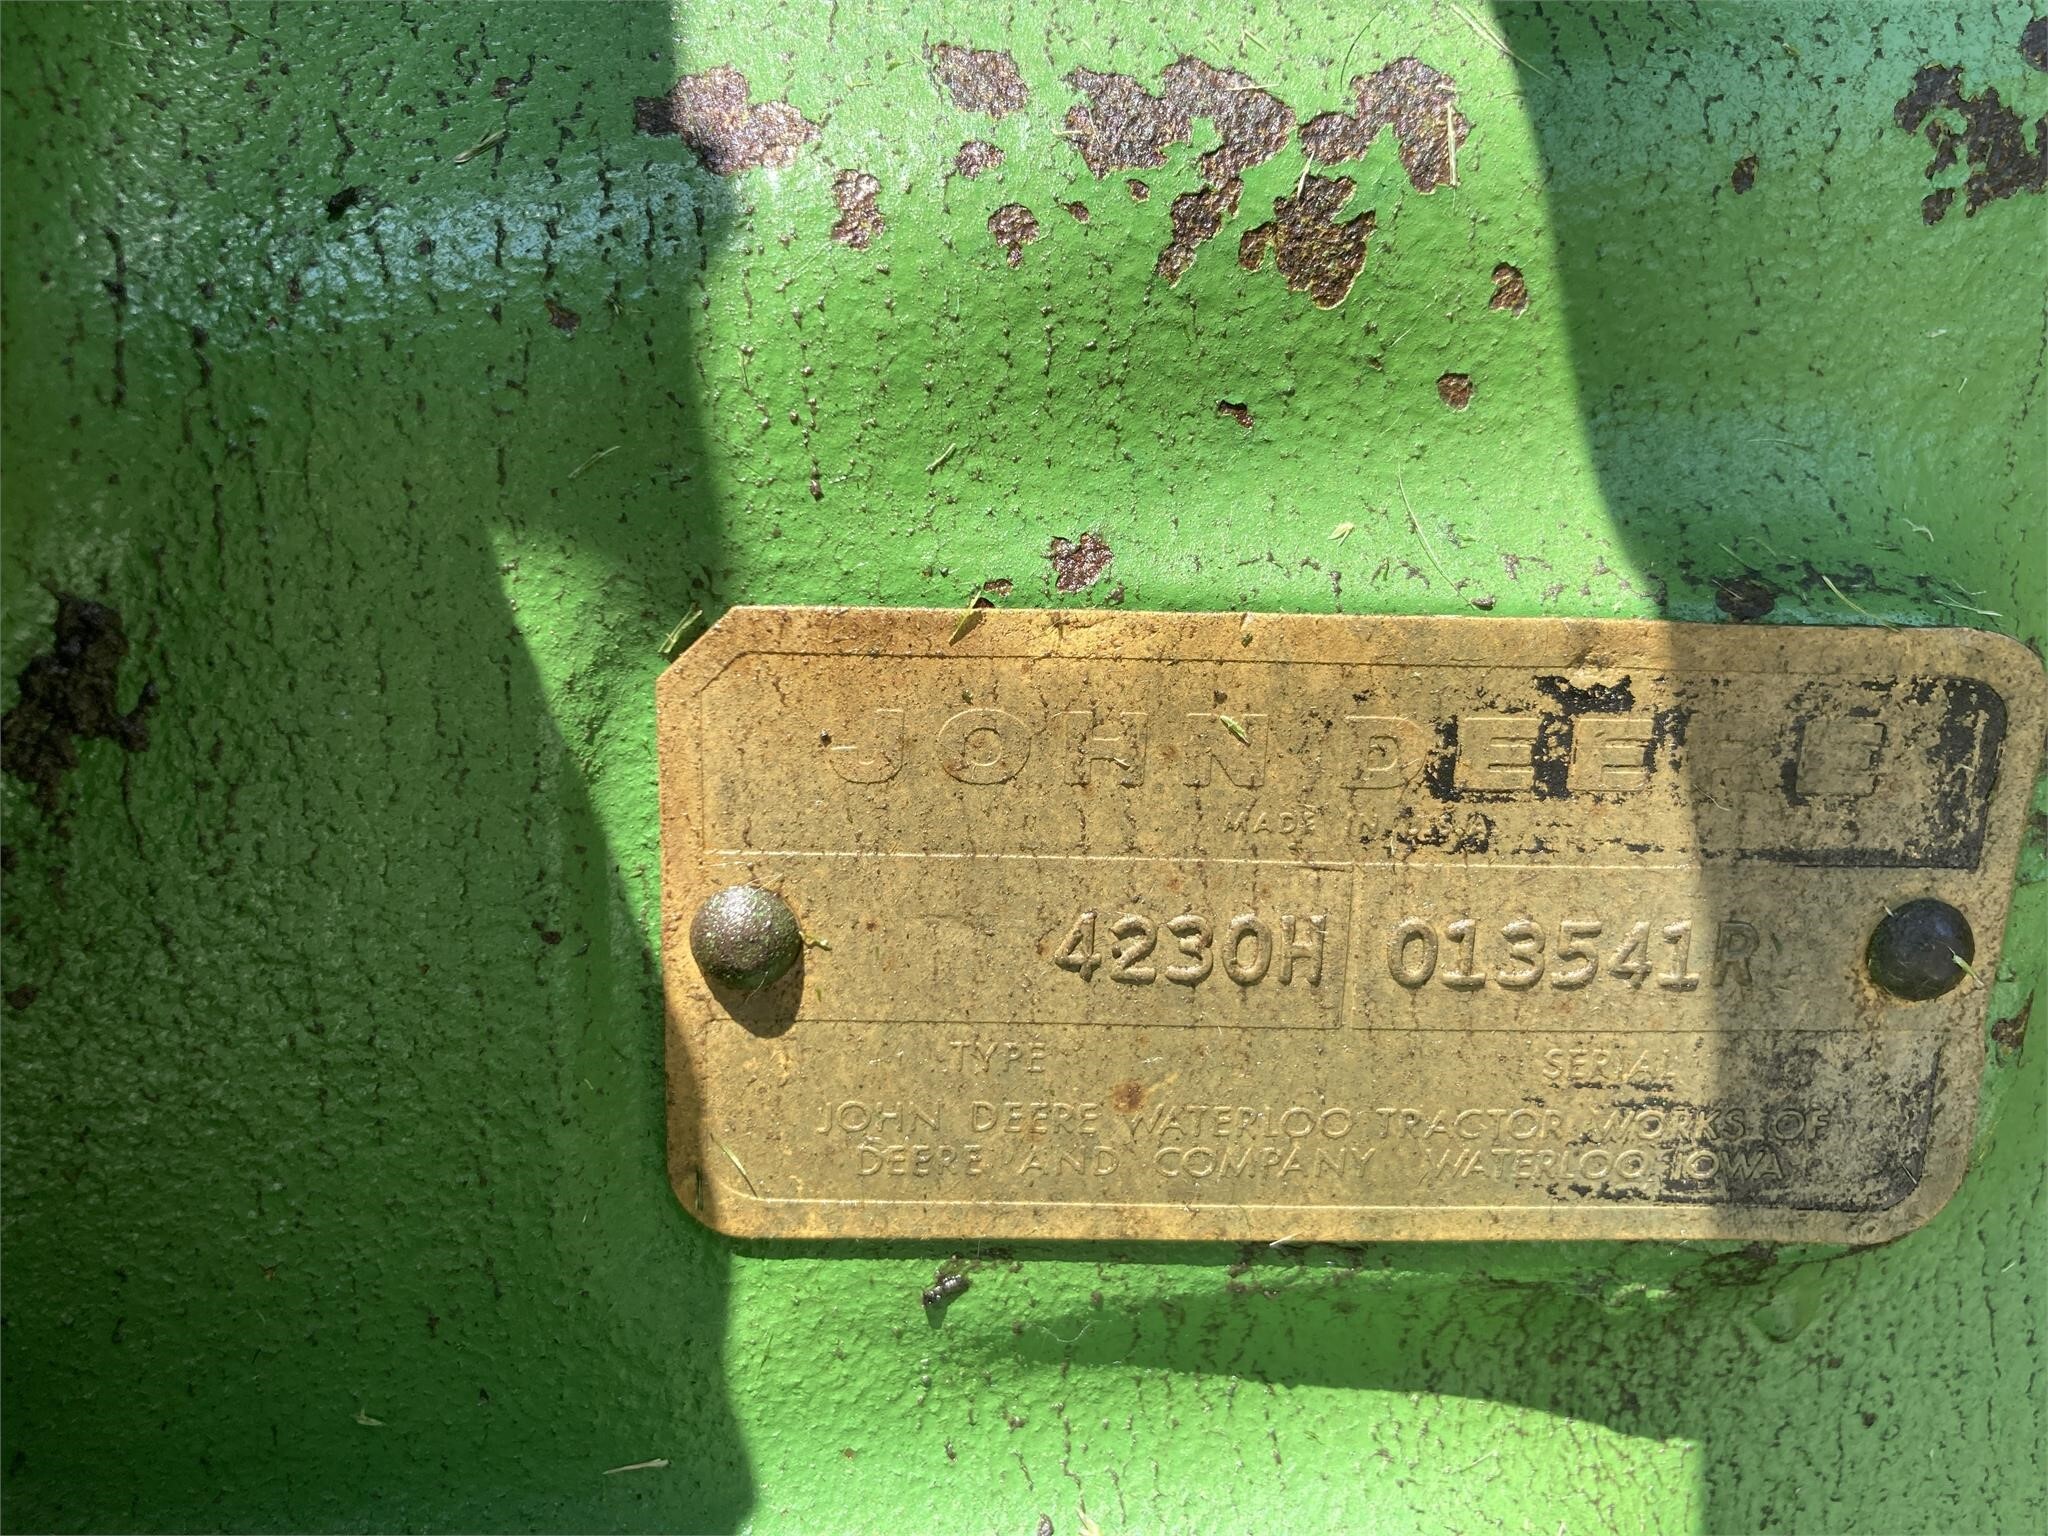 JOHN DEERE
MADE IN U.S.A.
4230H 013541R
TYPE SERIAL
JOHN DEERE WATERLOO TRACTOR WORKS OF
DEERE AND COMPANY WATERLOO, IOWA